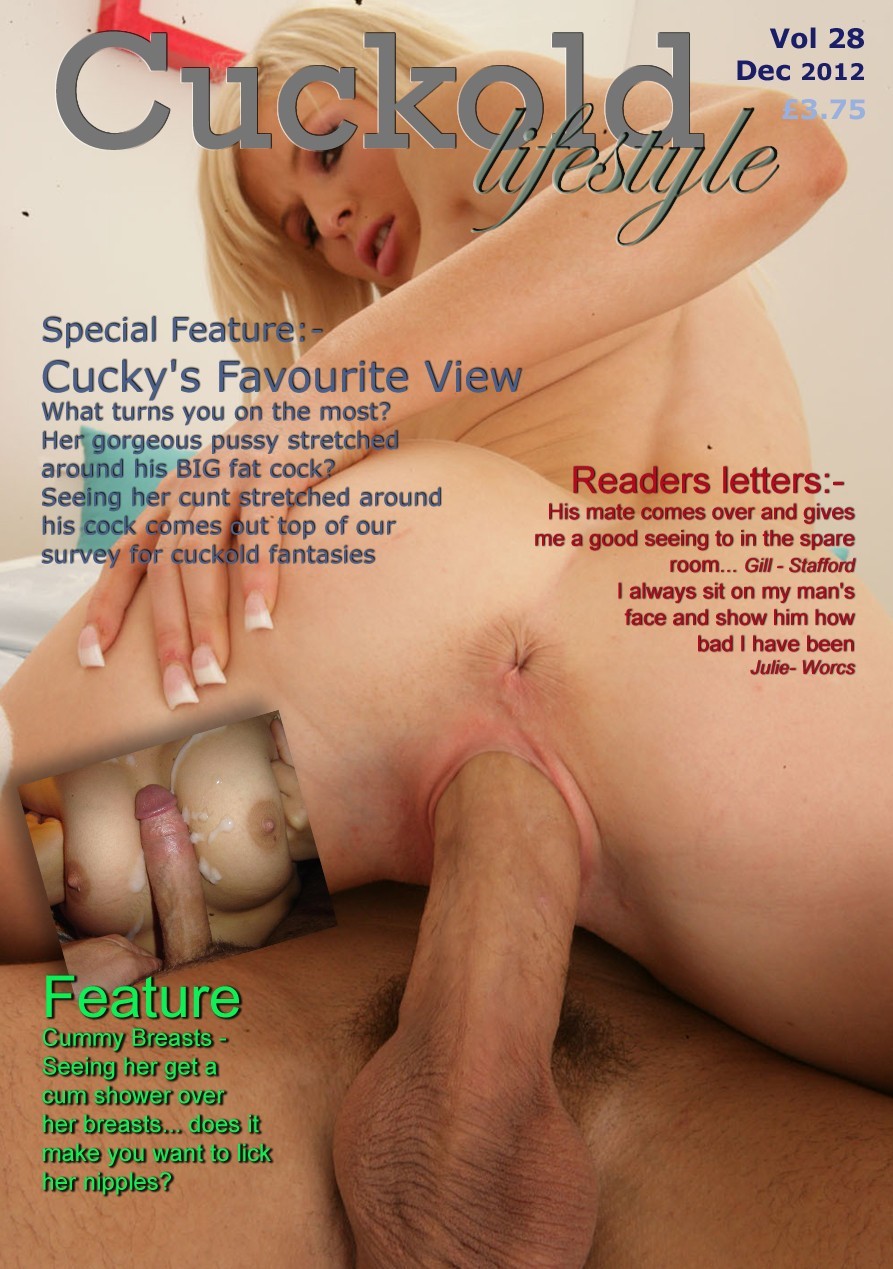 Cuckold
lifestyle
Vol 28
Dec 2012
£3.75
Special Feature:-
Cucky's Favourite View
What turns you on the most?
Her gorgeous pussy stretched
around his BIG fat cock?
Seeing her cunt stretched around
his cock comes out top of our
survey for cuckold fantasies
Readers letters:-
His mate comes over and gives
me a good seeing to in the spare
room... Gill - Stafford
I always sit on my man's
face and show him how
bad I have been
Julie- Worcs
Feature
Cummy Breasts -
Seeing her get a
cum shower over
her breasts... does it
make you want to lick
her nipples?